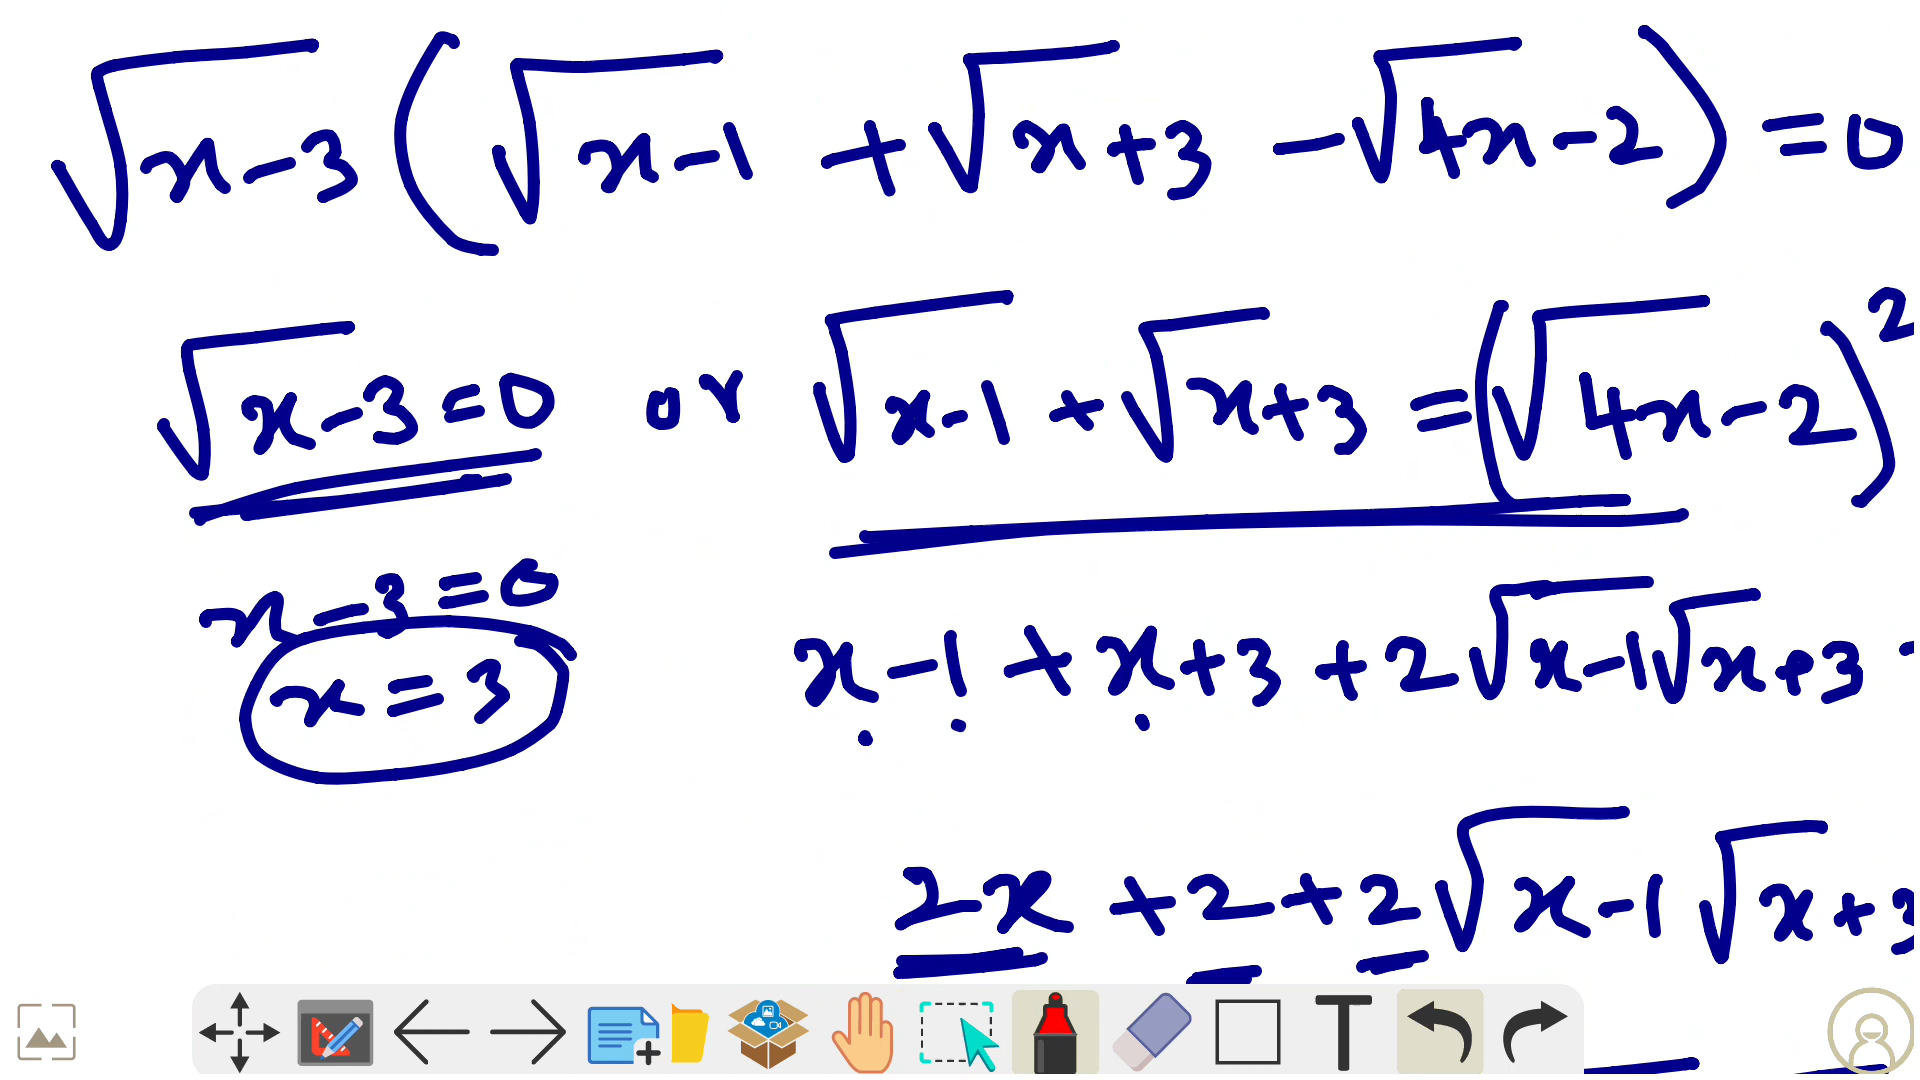 √x-3 (√x-1 + √x+3 - √4x-2) = 0
√x-3 = 0 or √x-1 + √x+3 = (√4x-2)²
x-3=0
x-1 + x+3 + 2√x-1√x+3
x = 3
2x + 2 + 2√x-1 √x+3
T